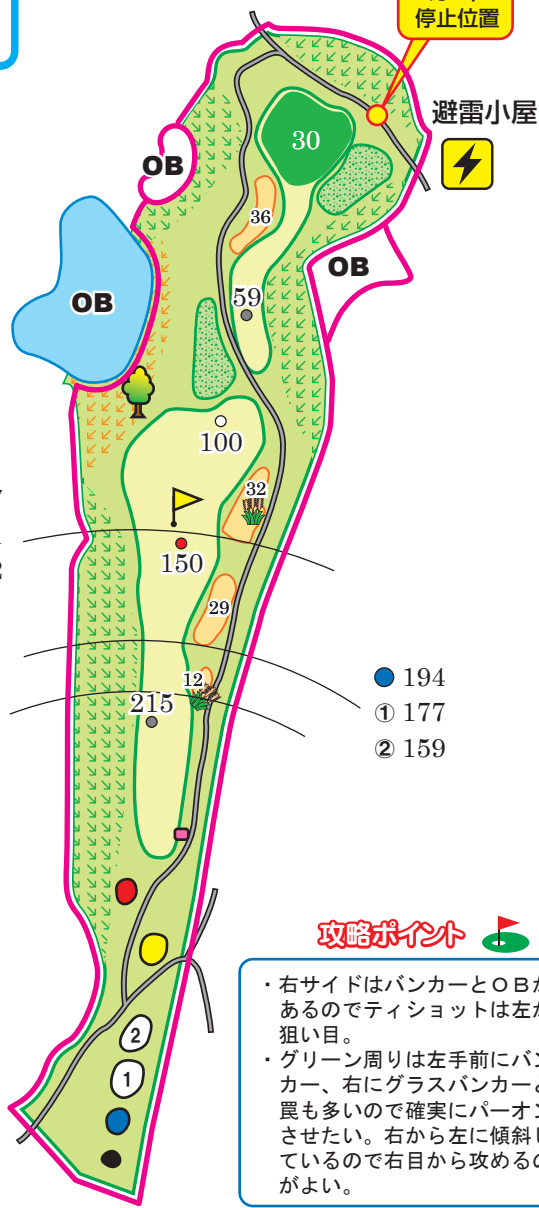 停止位置
避雷小屋
30
OB
36
OB
59
OB
100
32
150
29
12
215
194
① 177
② 159
2
1
攻略ポイント
・右サイドはバンカーとＯＢが
あるのでティショットは左が
狙い目。
・グリーン周りは左手前にバン
カー、右にグラスバンカーと
罠も多いので確実にパーオン
させたい。右から左に傾斜し
ているので右目から攻めるの
がよい。